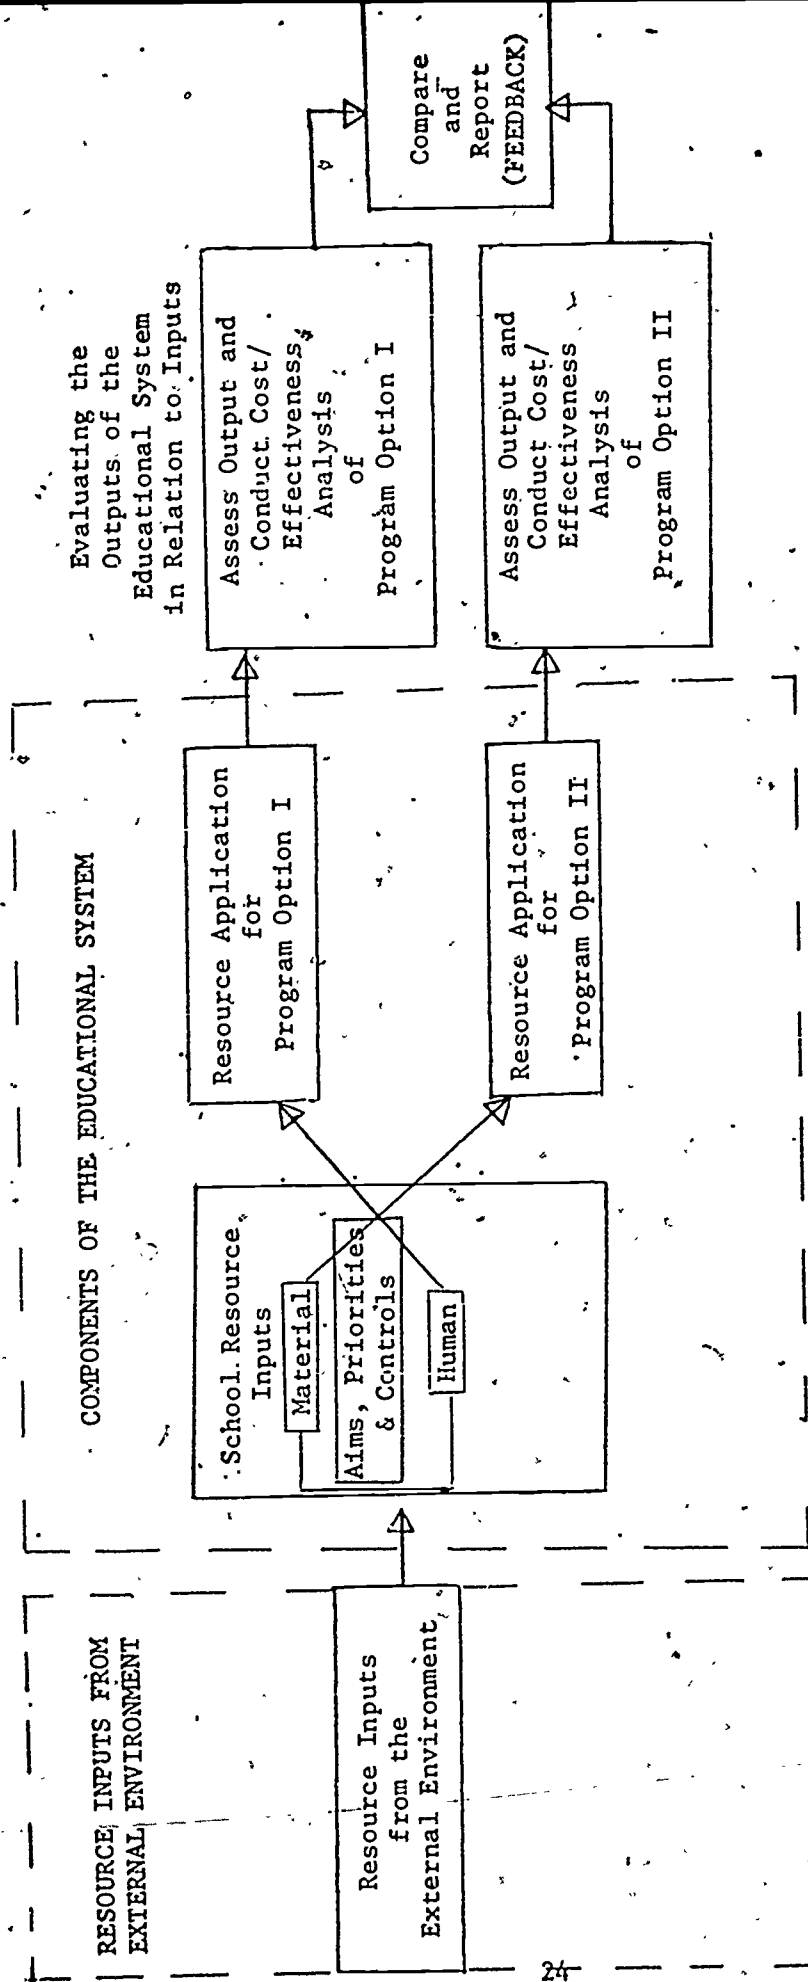 RESOURCE INPUTS FROM
EXTERNAL ENVIRONMENT
Resource Inputs
from the
External Environment
COMPONENTS OF THE EDUCATIONAL SYSTEM
School Resource
Inputs
Material
Aims, Priorities
& Controls
Human
Resource Application
for
Program Option I
Resource Application
for
Program Option II
Evaluating the
Outputs of the
Educational System
in Relation to Inputs
Assess Output and
Conduct Cost/
Effectiveness
Analysis
of
Program Option I
Assess Output and
Conduct Cost/
Effectiveness
Analysis
of
Program Option II
Compare
and
Report
(FEEDBACK)
24